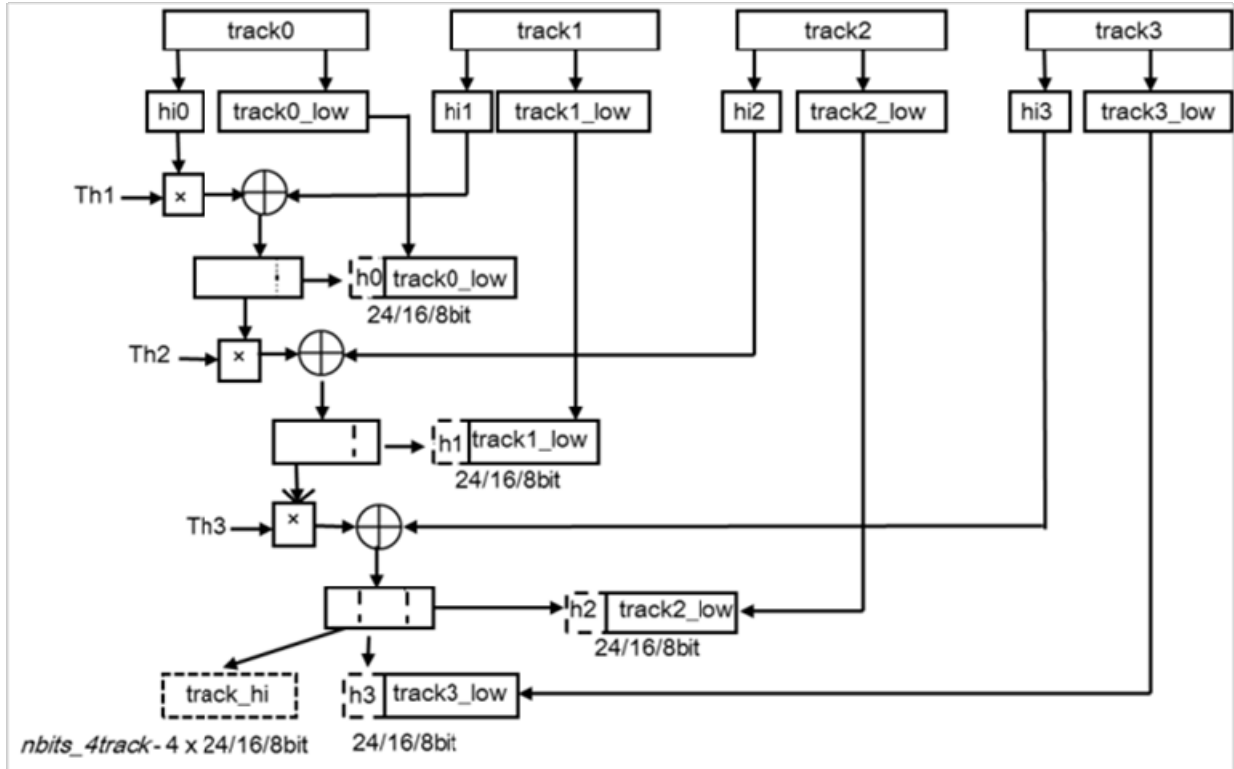 track0 track1 track2 track3
hi0 track0_low hi1 track1_low hi2 track2_low hi3 track3_low
Th1 ×
h0 track0_low
24/16/8bit
Th2 ×
h1 track1_low
24/16/8bit
Th3 ×
h2 track2_low
24/16/8bit
track_hi h3 track3_low
nbits_4track - 4 x 24/16/8bit 24/16/8bit